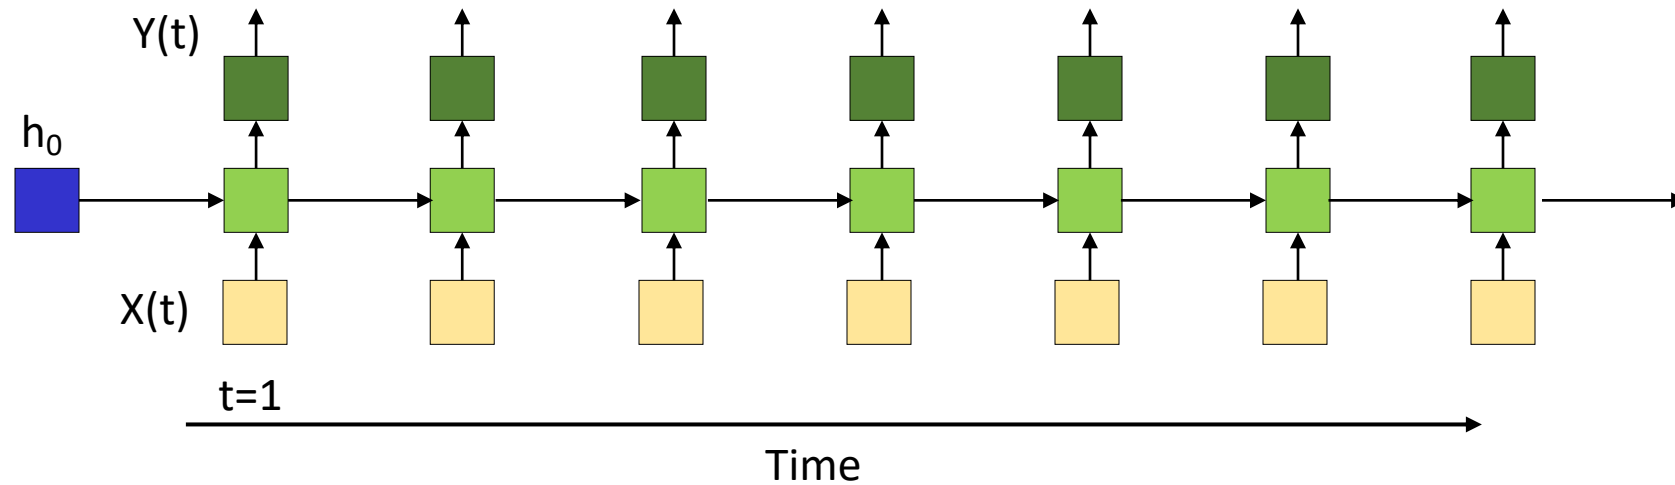 Y(t)
h₀
X(t)
t=1
Time